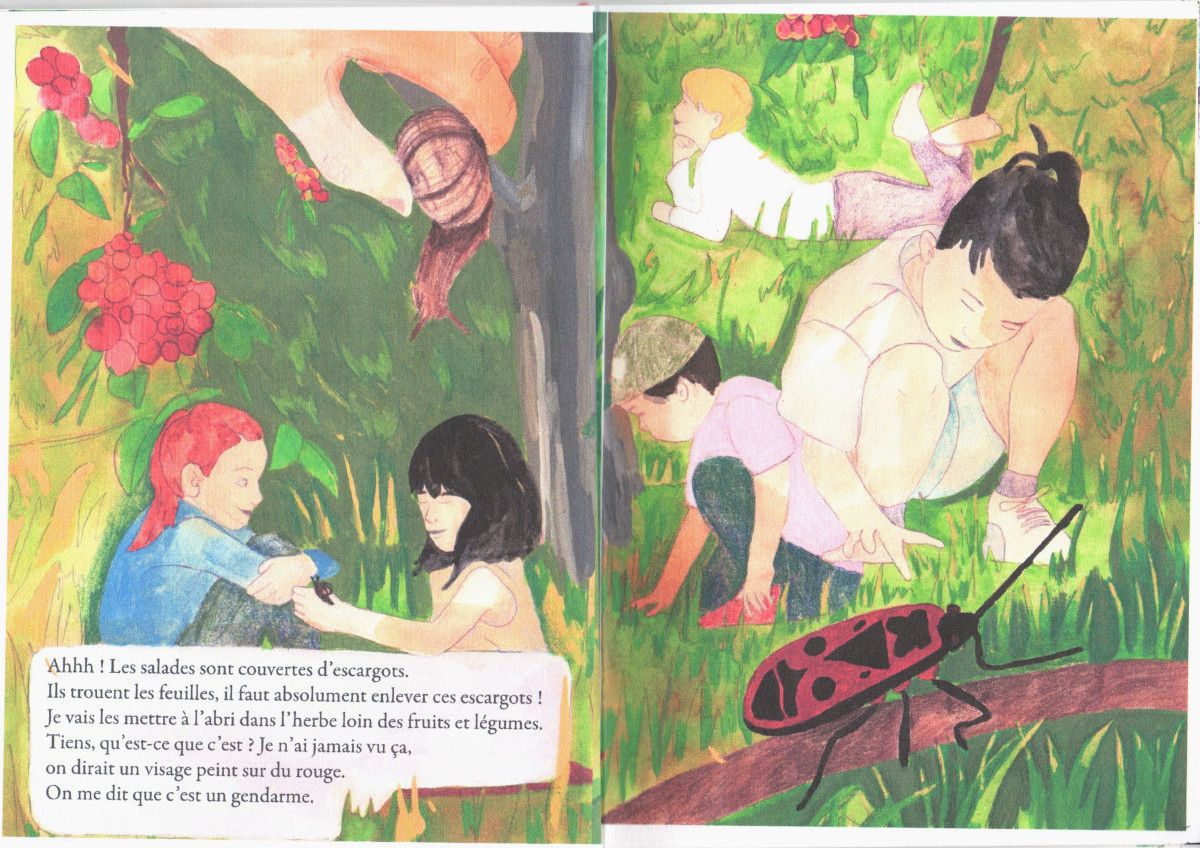 Ahhh ! Les salades sont couvertes d’escargots.
Ils trouent les feuilles, il faut absolument enlever ces escargots !
Je vais les mettre à l’abri dans l’herbe loin des fruits et légumes.
Tiens, qu’est-ce que c’est ? Je n’ai jamais vu ça,
on dirait un visage peint sur du rouge.
On me dit que c’est un gendarme.